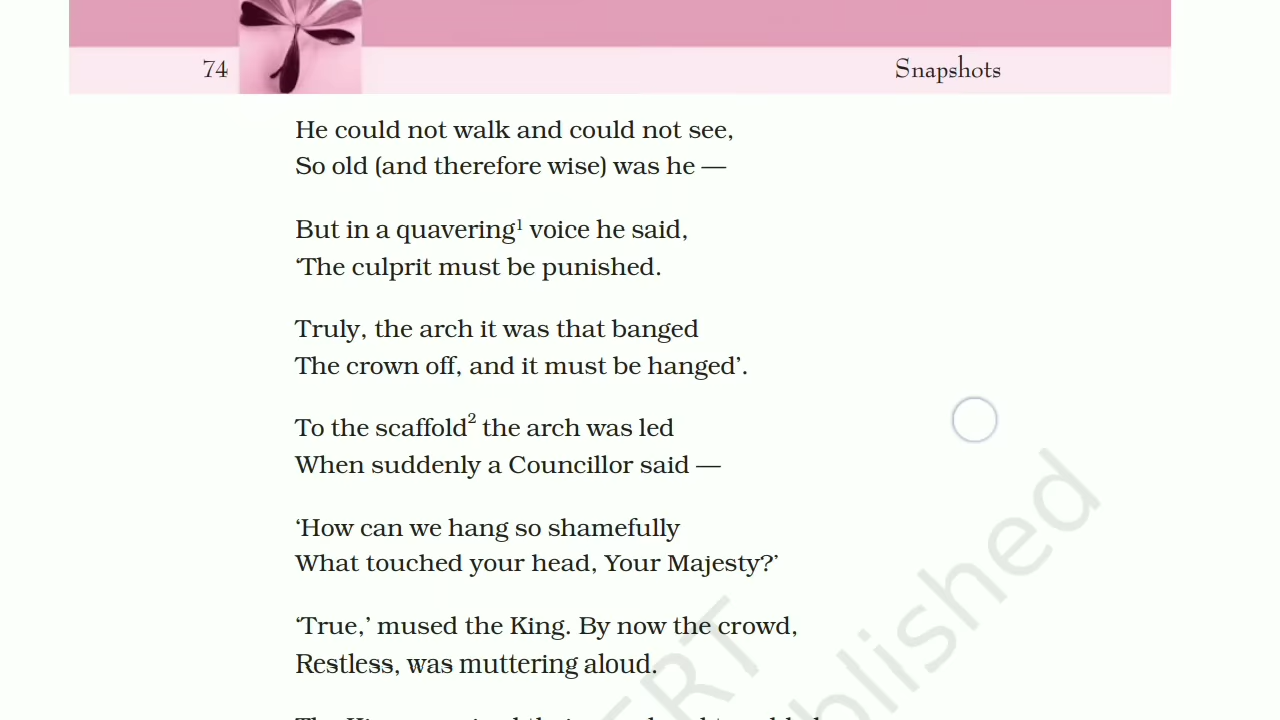 74
Snapshots
He could not walk and could not see,
So old (and therefore wise) was he —
But in a quavering¹ voice he said,
‘The culprit must be punished.
Truly, the arch it was that banged
The crown off, and it must be hanged’.
To the scaffold² the arch was led
When suddenly a Councillor said —
‘How can we hang so shamefully
What touched your head, Your Majesty?’
‘True,’ mused the King. By now the crowd,
Restless, was muttering aloud.